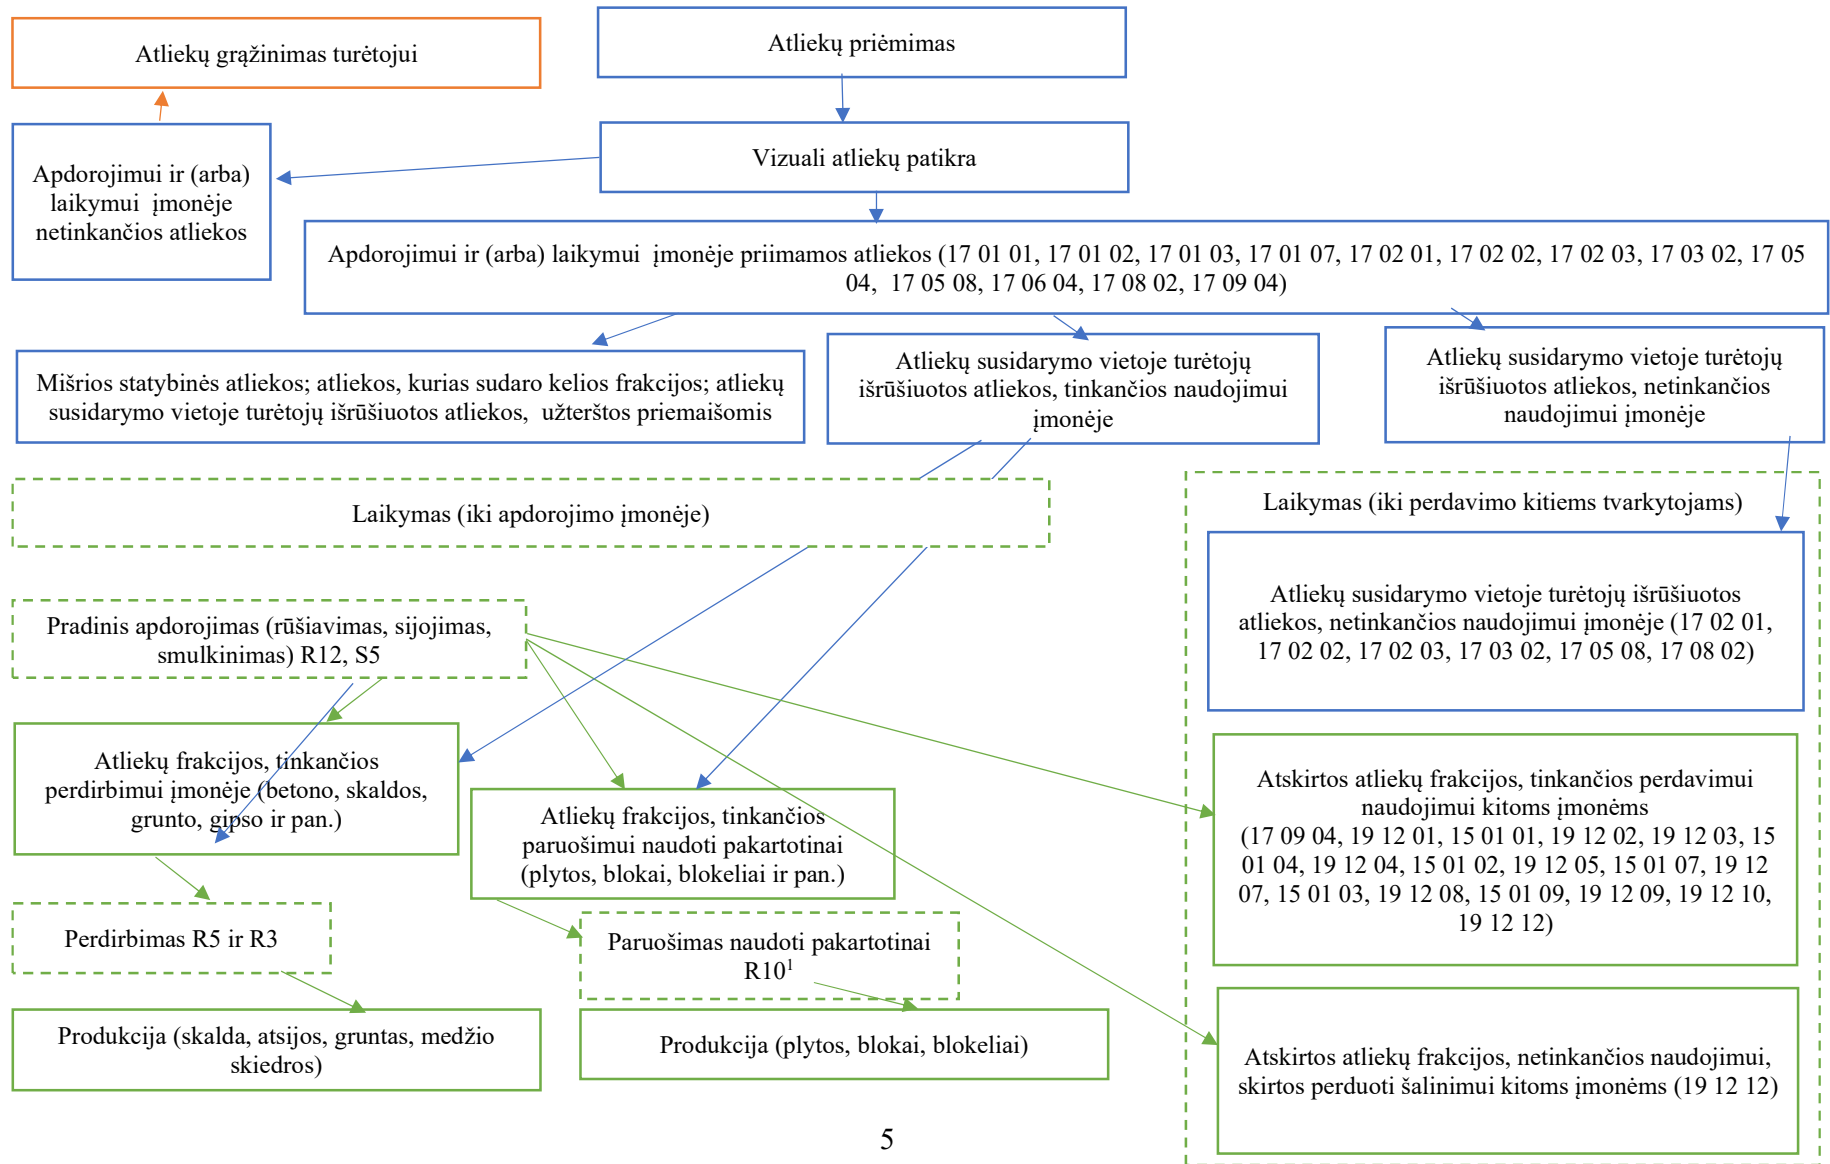 Atliekų grąžinimas turėtojui
Atliekų priėmimas
Vizuali atliekų patikra
Apdorojimui ir (arba)
laikymui įmonėje
netinkančios atliekos
Apdorojimui ir (arba) laikymui įmonėje priimamos atliekos (17 01 01, 17 01 02, 17 01 03, 17 01 07, 17 02 01, 17 02 02, 17 02 03, 17 03 02, 17 05
04, 17 05 08, 17 06 04, 17 08 02, 17 09 04)
Mišrios statybinės atliekos; atliekos, kurias sudaro kelios frakcijos; atliekų
susidarymo vietoje turėtojų išrūšiuotos atliekos, užterštos priemaišomis
Atliekų susidarymo vietoje turėtojų
išrūšiuotos atliekos, tinkančios naudojimui
įmonėje
Atliekų susidarymo vietoje turėtojų
išrūšiuotos atliekos, netinkančios
naudojimui įmonėje
Laikymas (iki apdorojimo įmonėje)
Laikymas (iki perdavimo kitiems tvarkytojams)
Atliekų susidarymo vietoje turėtojų išrūšiuotos
atliekos, netinkančios naudojimui įmonėje (17 02 01,
17 02 02, 17 02 03, 17 03 02, 17 05 08, 17 08 02)
Pradinis apdorojimas (rūšiavimas, sijojimas,
smulkinimas) R12, S5
Atliekų frakcijos, tinkančios
perdirbimui įmonėje (betono, skaldos,
grunto, gipso ir pan.)
Atliekų frakcijos, tinkančios
paruošimui naudoti pakartotinai
(plytos, blokai, blokeliai ir pan.)
Atskirtos atliekų frakcijos, tinkančios perdavimui
naudojimui kitoms įmonėms
(17 09 04, 19 12 01, 15 01 01, 19 12 02, 19 12 03, 15
01 04, 19 12 04, 15 01 02, 19 12 05, 15 01 07, 19 12
07, 15 01 03, 19 12 08, 15 01 09, 19 12 09, 19 12 10,
19 12 12)
Perdirbimas R5 ir R3
Paruošimas naudoti pakartotinai
R10¹
Produkcija (skalda, atsijos, gruntas, medžio
skiedros)
Produkcija (plytos, blokai, blokeliai)
Atskirtos atliekų frakcijos, netinkančios naudojimui,
skirtos perduoti šalinimui kitoms įmonėms (19 12 12)
5